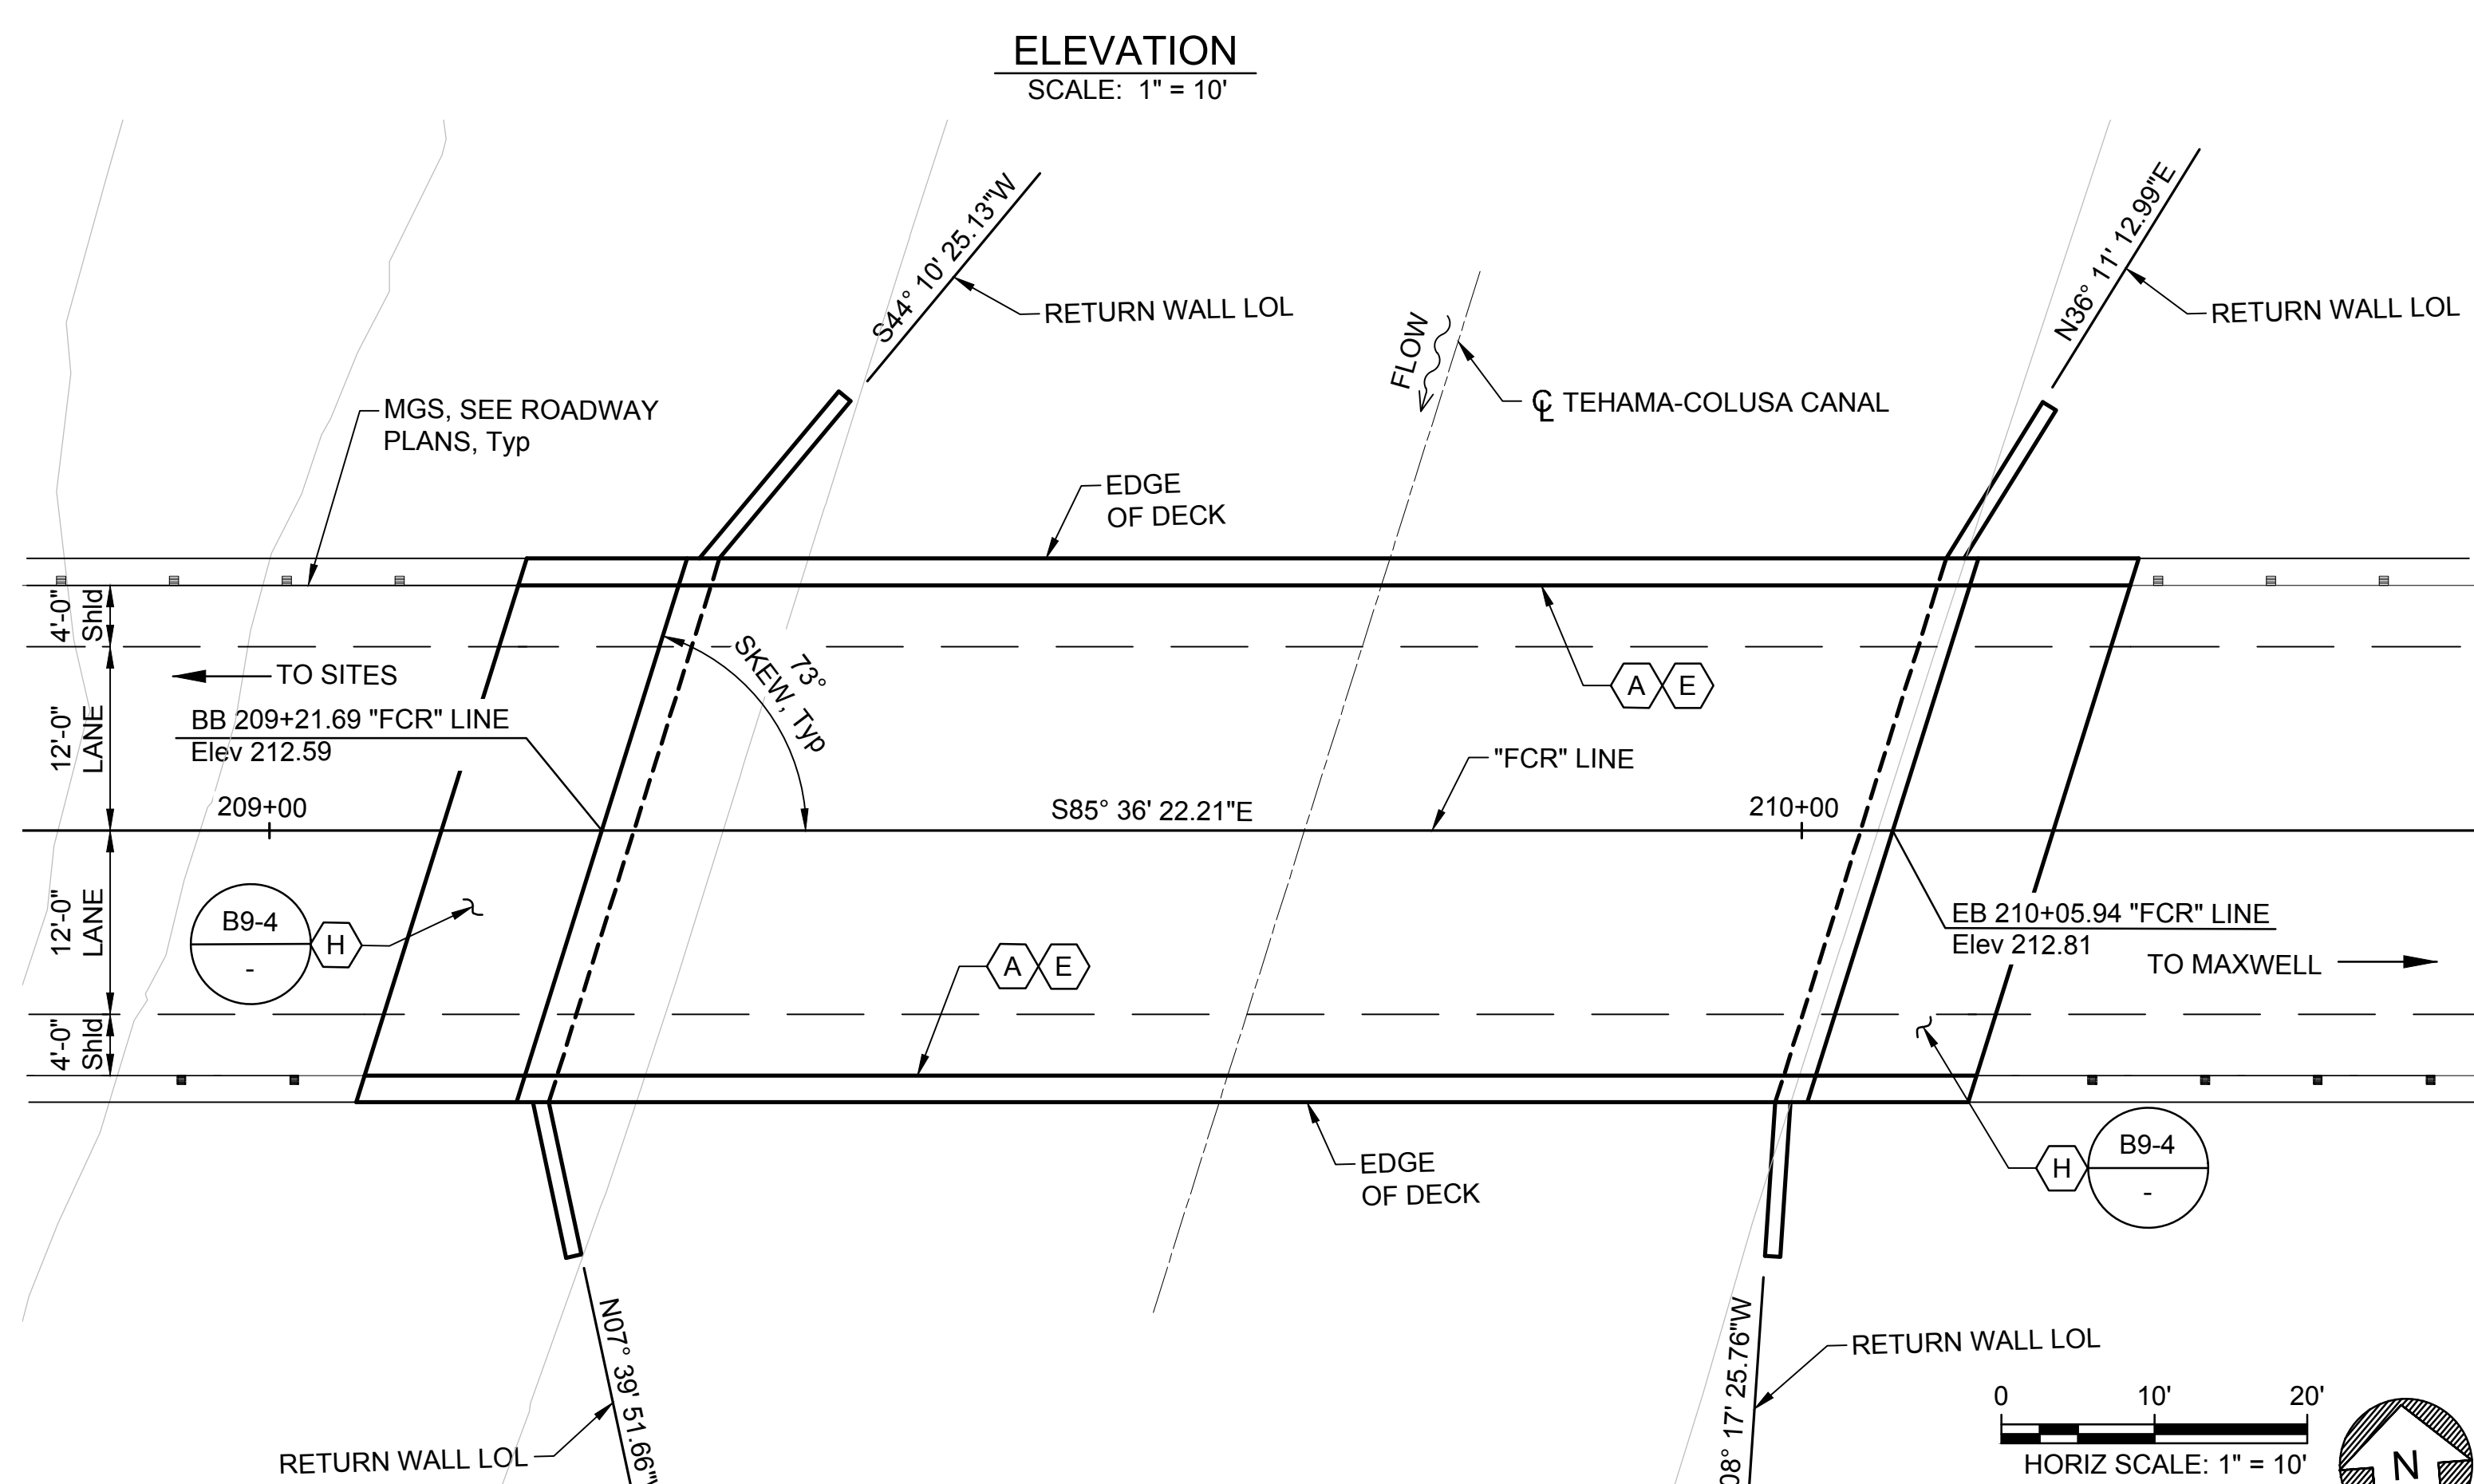 ELEVATION
SCALE: 1" = 10'
S44° 10' 25.13"W
RETURN WALL LOL
N36° 11' 12.99"E
RETURN WALL LOL
FLOW
℄ TEHAMA-COLUSA CANAL
MGS, SEE ROADWAY
PLANS, Typ
EDGE
OF DECK
4'-0"
Shld
TO SITES
73°
SKEW, Typ
A E
12'-0"
LANE
BB 209+21.69 "FCR" LINE
Elev 212.59
"FCR" LINE
209+00
S85° 36' 22.21"E
210+00
12'-0"
LANE
B9-4
-
H
A E
EB 210+05.94 "FCR" LINE
Elev 212.81
TO MAXWELL
4'-0"
Shld
EDGE
OF DECK
H
B9-4
-
N07° 39' 51.66"
RETURN WALL LOL
08° 17' 25.76"W
RETURN WALL LOL
0 10' 20'
HORIZ SCALE: 1" = 10'
N